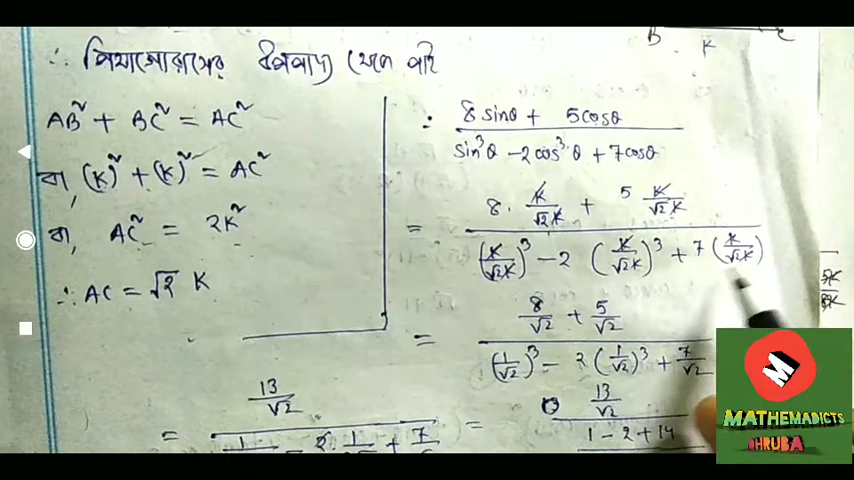 B K C
∴ পিথাগোরাসের উপপাদ্য থেকে পাই
AB² + BC² = AC²
বা, (K)² + (K)² = AC²
বা, AC² = 2K²
∴ AC = √2 K
: 8 sinθ + 5cosθ
sin³θ – 2cos³θ + 7cosθ
= 8. K/√2K + 5 K/√2K
(K/√2K)³ – 2 (K/√2K)³ + 7 (K/√2K)
= 8/√2 + 5/√2
(1/√2)³ – 2 (1/√2)³ + 7/√2
= 13/√2
= 13/√2
1 – 2 + 14
MATHEMADICTS
DHRUBA